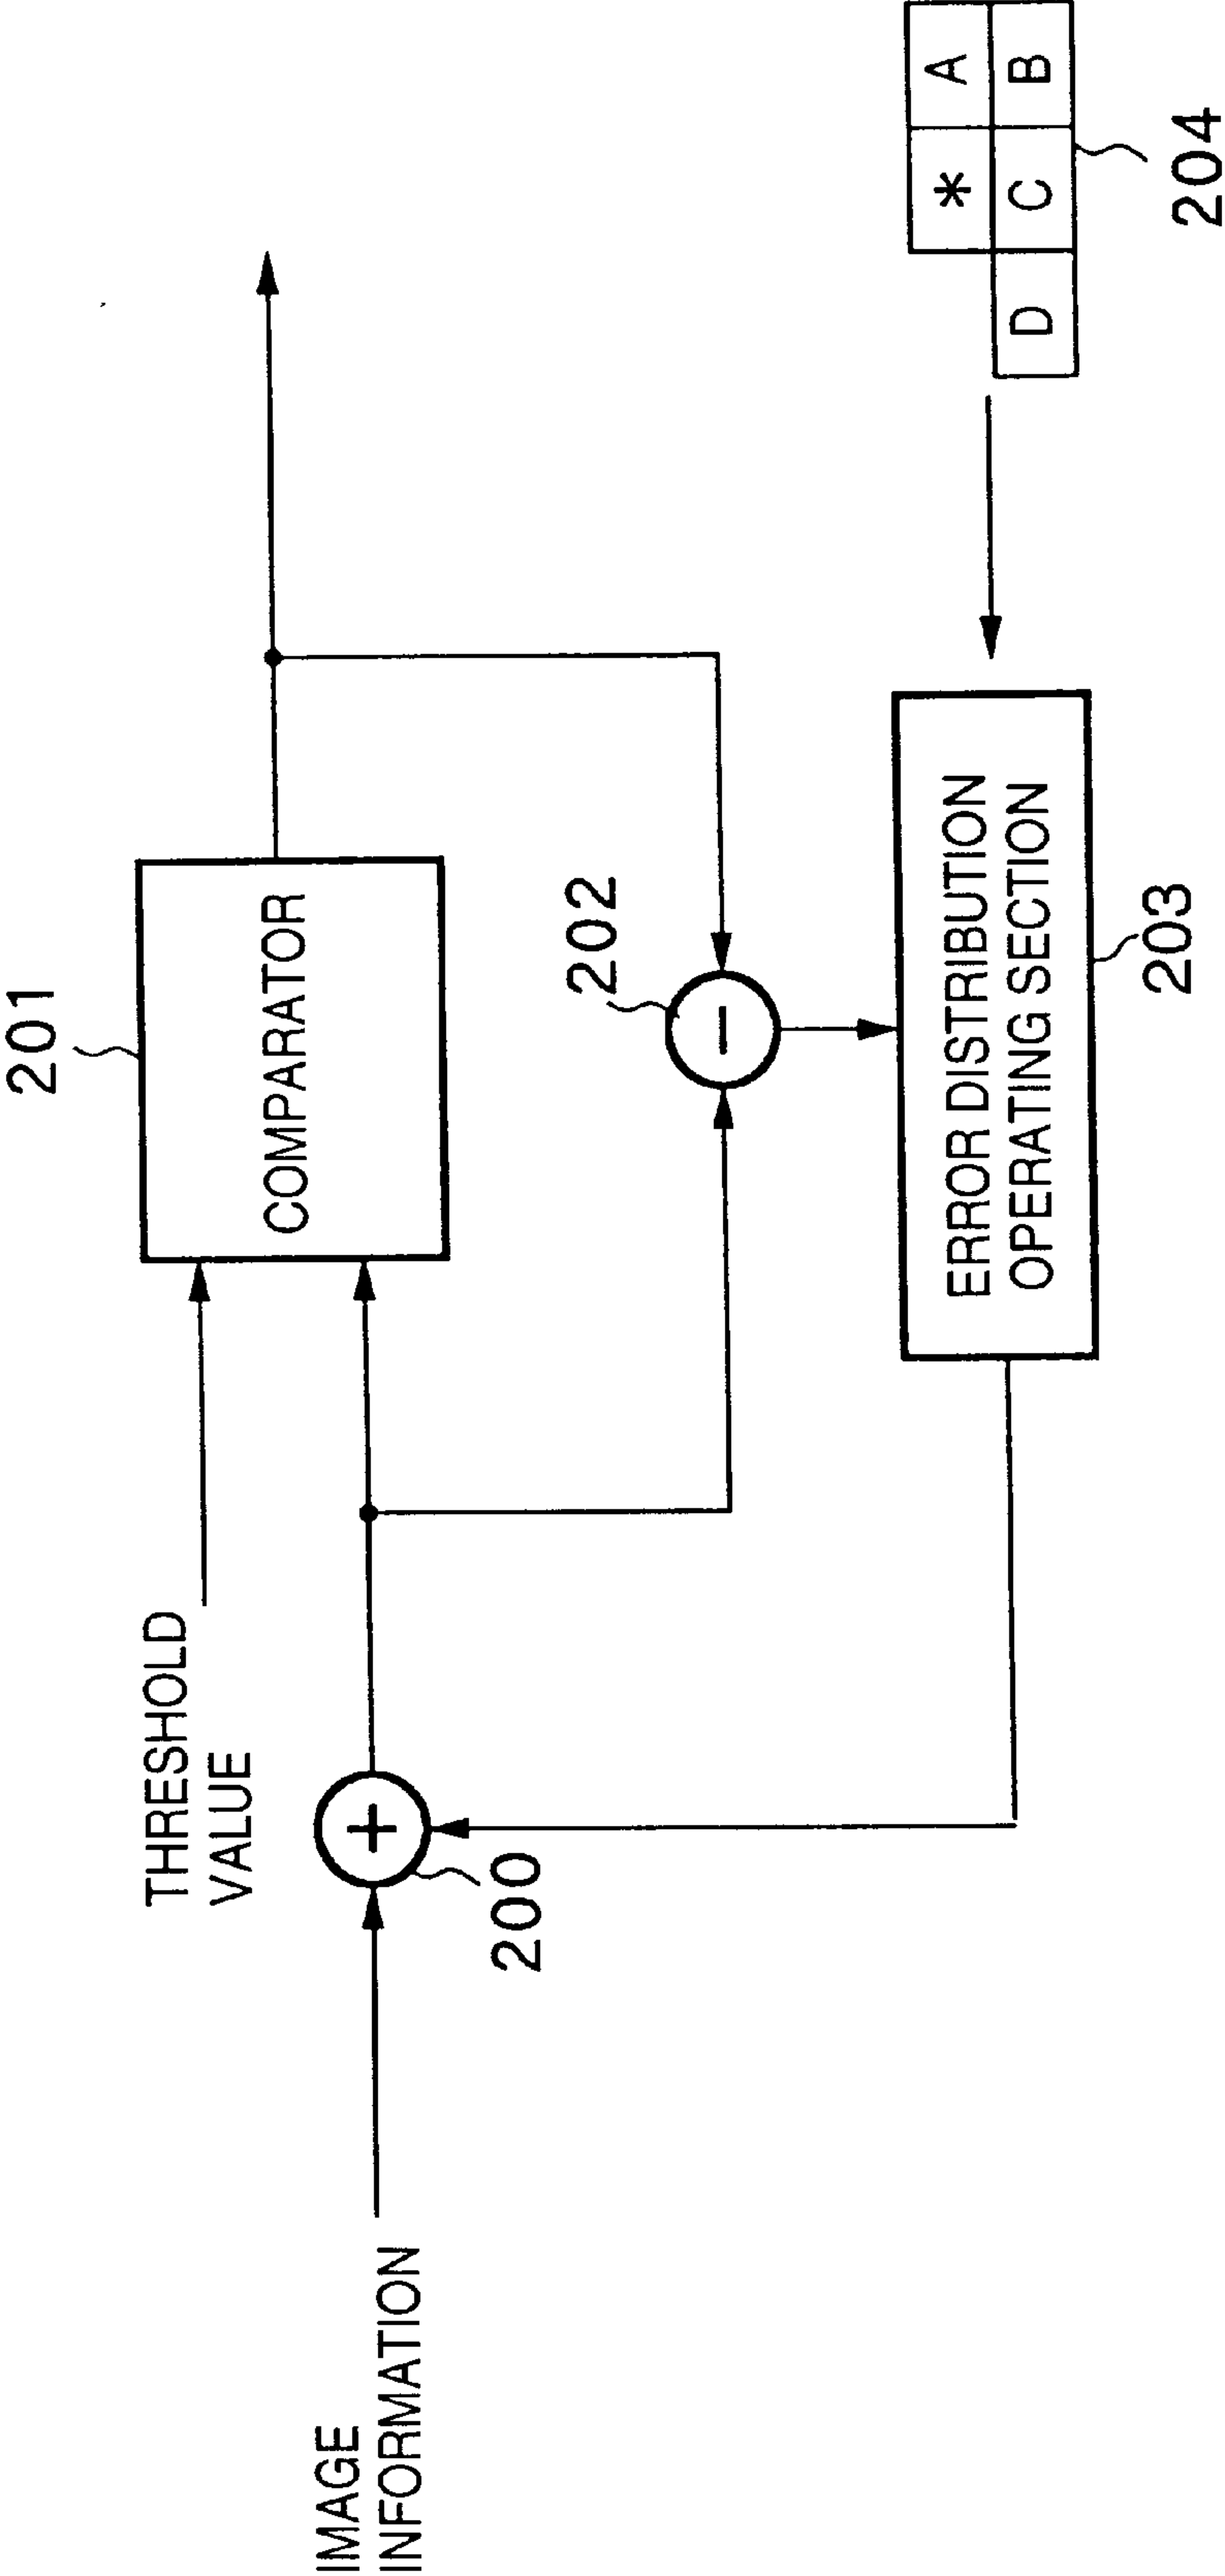 201
THRESHOLD
VALUE
COMPARATOR
IMAGE
INFORMATION
+
200
202
−
ERROR DISTRIBUTION
OPERATING SECTION
203
* A
D C B
204